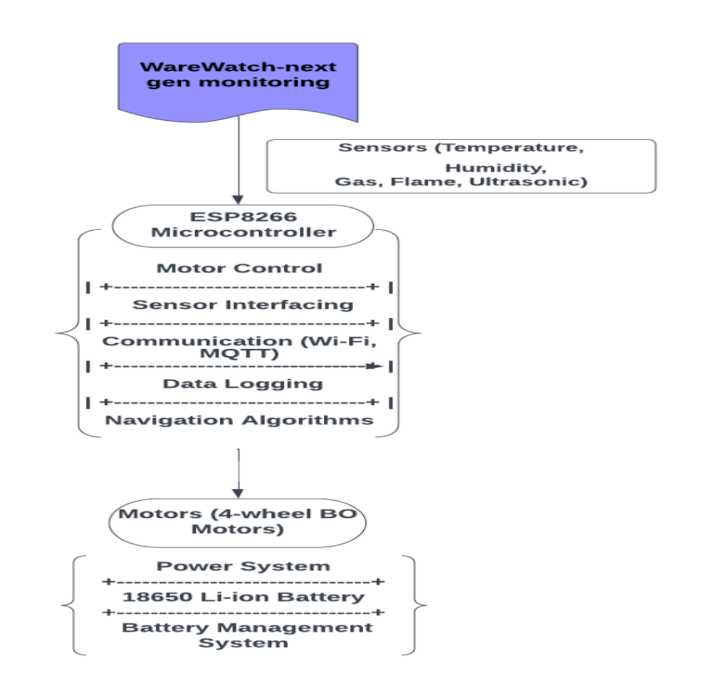 WareWatch-next
gen monitoring
Sensors (Temperature,
Humidity,
Gas, Flame, Ultrasonic)
ESP8266
Microcontroller
Motor Control
| +-----------------------------+ |
Sensor Interfacing
| +-----------------------------+ |
Communication (Wi-Fi,
MQTT)
| +-----------------------------+ |
Data Logging
| +-----------------------------+ |
Navigation Algorithms
Motors (4-wheel BO
Motors)
Power System
+-----------------------------+
18650 Li-ion Battery
+-----------------------------+
Battery Management
System